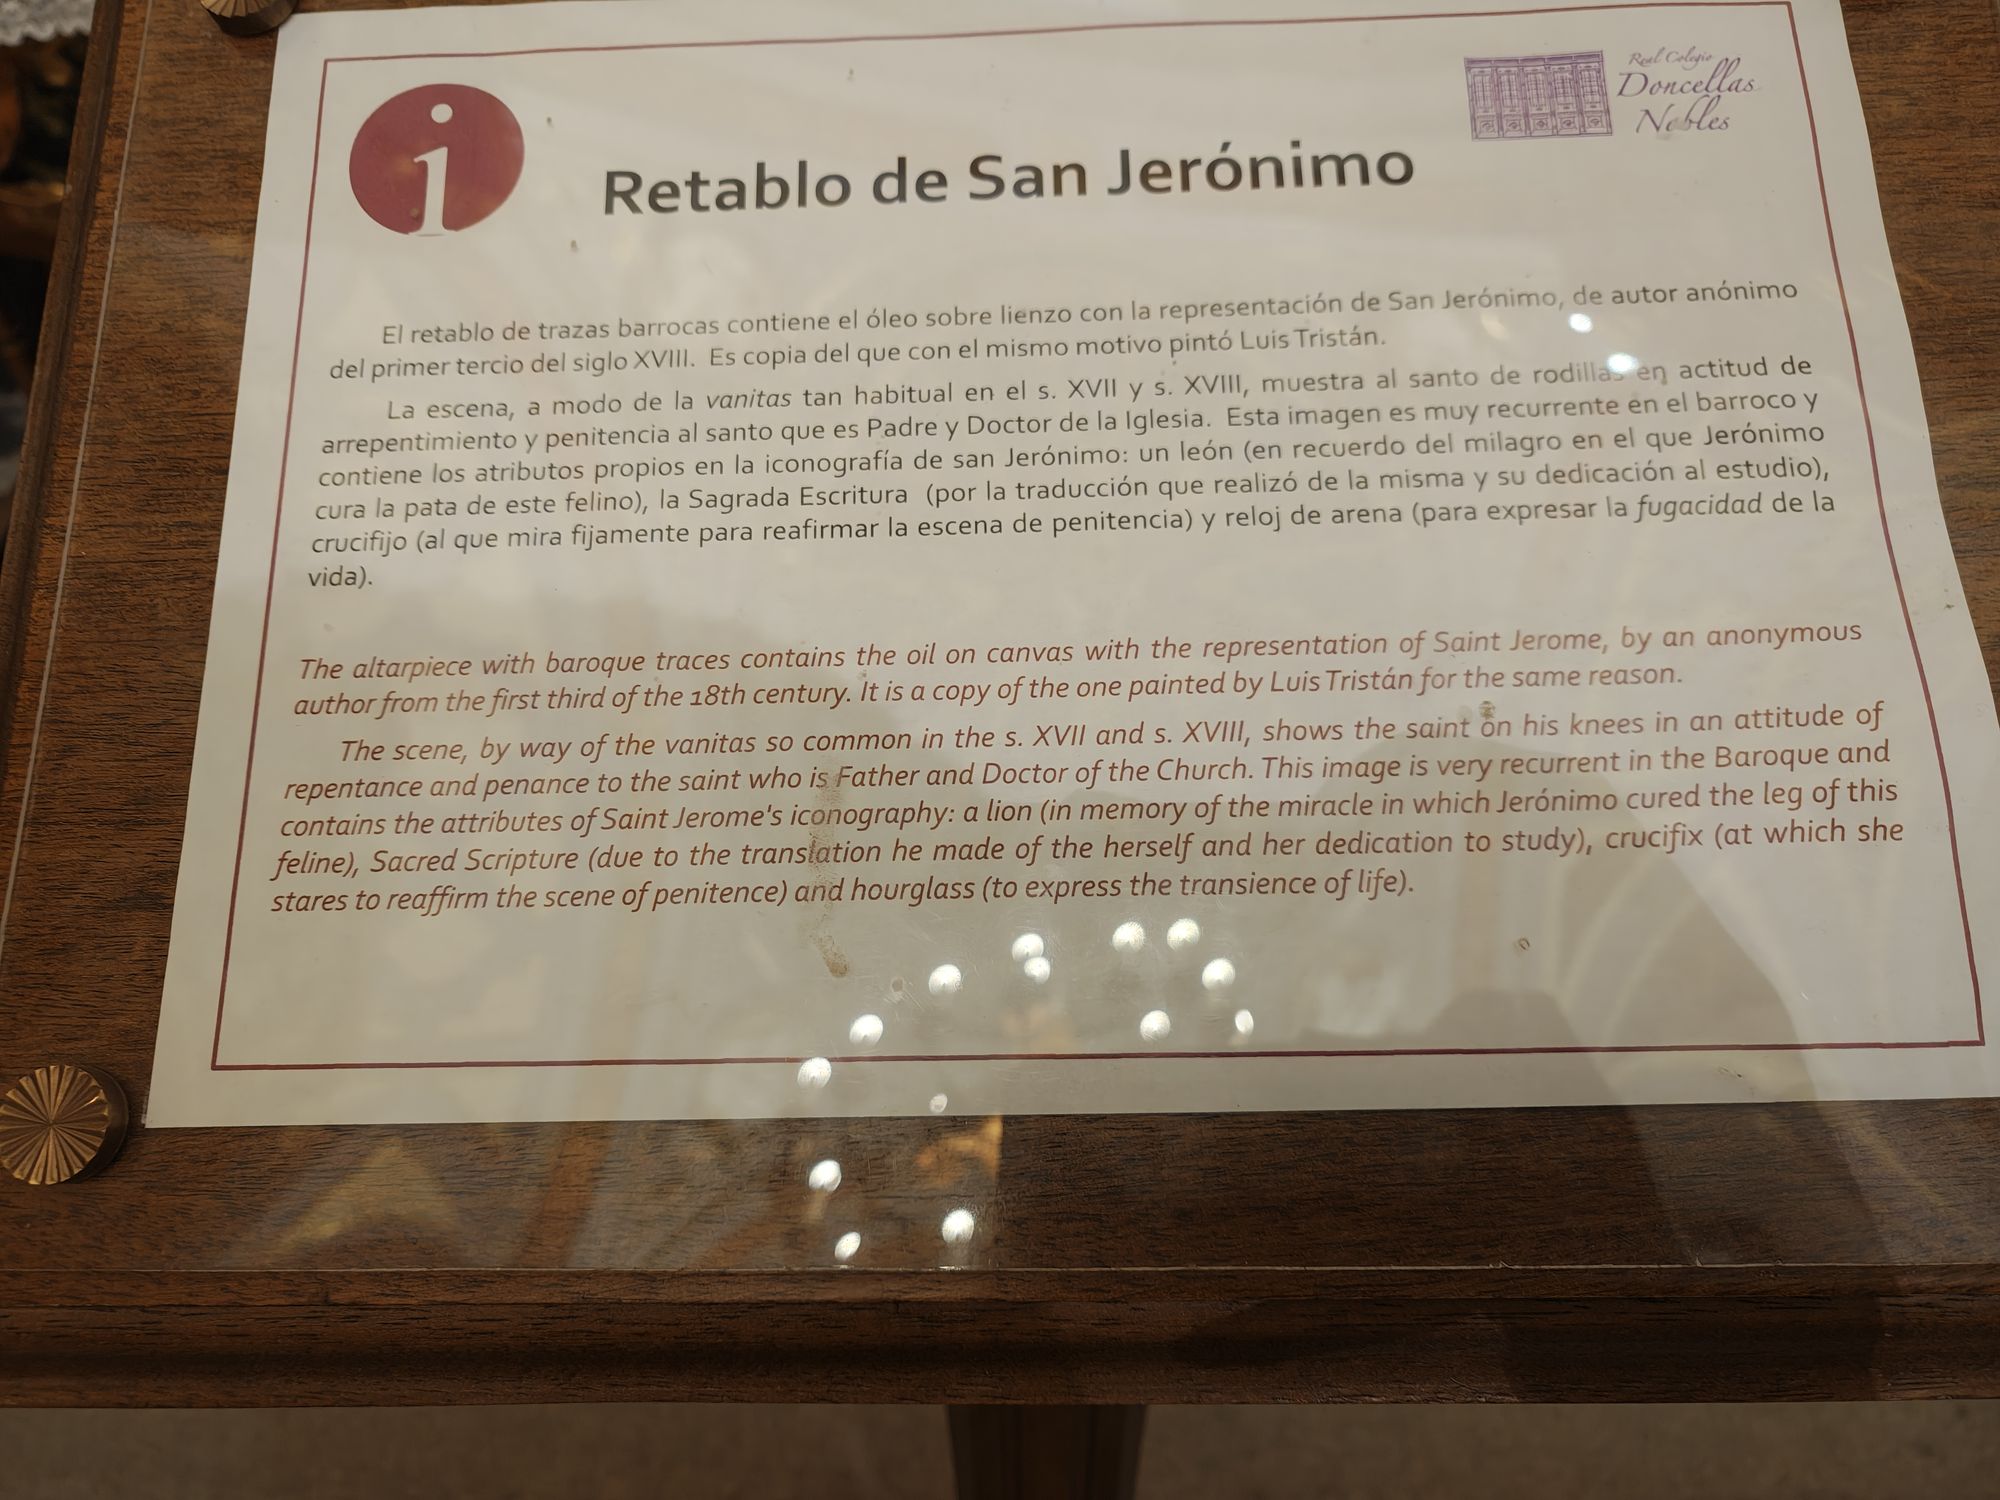 Real Colegio
Doncellas
Nobles
Retablo de San Jerónimo
El retablo de trazas barrocas contiene el óleo sobre lienzo con la representación de San Jerónimo, de autor anónimo
del primer tercio del siglo XVIII. Es copia del que con el mismo motivo pintó Luis Tristán.
La escena, a modo de la vanitas tan habitual en el s. XVII y s. XVIII, muestra al santo de rodillas en actitud de
arrepentimiento y penitencia al santo que es Padre y Doctor de la Iglesia. Esta imagen es muy recurrente en el barroco y
contiene los atributos propios en la iconografía de san Jerónimo: un león (en recuerdo del milagro en el que Jerónimo
cura la pata de este felino), la Sagrada Escritura (por la traducción que realizó de la misma y su dedicación al estudio),
crucifijo (al que mira fijamente para reafirmar la escena de penitencia) y reloj de arena (para expresar la fugacidad de la
vida).
The altarpiece with baroque traces contains the oil on canvas with the representation of Saint Jerome, by an anonymous
author from the first third of the 18th century. It is a copy of the one painted by Luis Tristán for the same reason.
The scene, by way of the vanitas so common in the s. XVII and s. XVIII, shows the saint on his knees in an attitude of
repentance and penance to the saint who is Father and Doctor of the Church. This image is very recurrent in the Baroque and
contains the attributes of Saint Jerome's iconography: a lion (in memory of the miracle in which Jerónimo cured the leg of this
feline), Sacred Scripture (due to the translation he made of the herself and her dedication to study), crucifix (at which she
stares to reaffirm the scene of penitence) and hourglass (to express the transience of life).